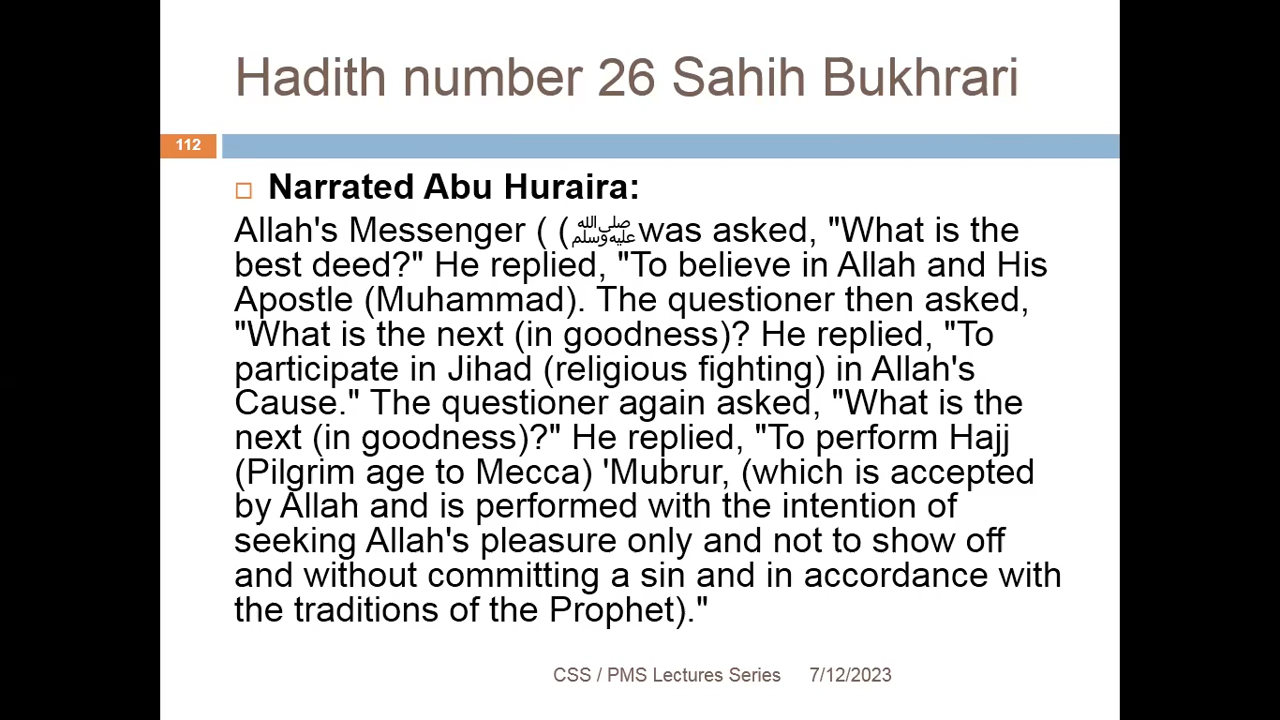 Hadith number 26 Sahih Bukhrari
112
Narrated Abu Huraira:
Allah's Messenger ( (ﷺwas asked, "What is the
best deed?" He replied, "To believe in Allah and His
Apostle (Muhammad). The questioner then asked,
"What is the next (in goodness)? He replied, "To
participate in Jihad (religious fighting) in Allah's
Cause." The questioner again asked, "What is the
next (in goodness)?" He replied, "To perform Hajj
(Pilgrim age to Mecca) 'Mubrur, (which is accepted
by Allah and is performed with the intention of
seeking Allah's pleasure only and not to show off
and without committing a sin and in accordance with
the traditions of the Prophet)."
CSS / PMS Lectures Series 7/12/2023